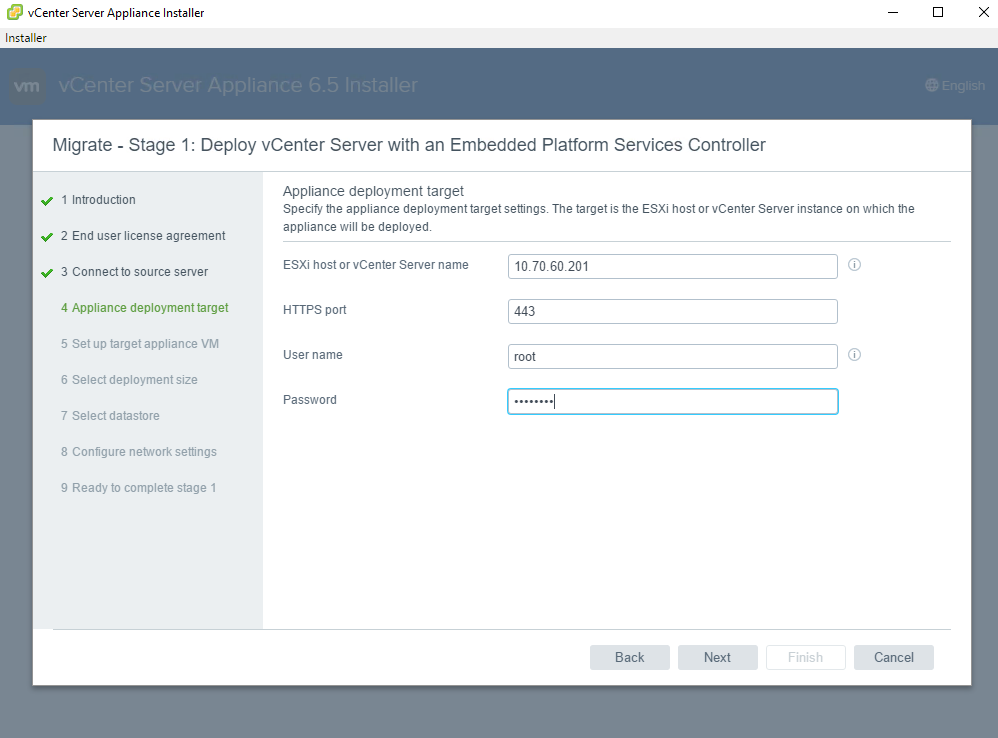 vCenter Server Appliance Installer
Installer
vm vCenter Server Appliance 6.5 Installer
English
Migrate - Stage 1: Deploy vCenter Server with an Embedded Platform Services Controller
1 Introduction
2 End user license agreement
3 Connect to source server
4 Appliance deployment target
5 Set up target appliance VM
6 Select deployment size
7 Select datastore
8 Configure network settings
9 Ready to complete stage 1
Appliance deployment target
Specify the appliance deployment target settings. The target is the ESXi host or vCenter Server instance on which the
appliance will be deployed.
ESXi host or vCenter Server name
10.70.60.201
HTTPS port
443
User name
root
Password
••••••••
Back
Next
Finish
Cancel